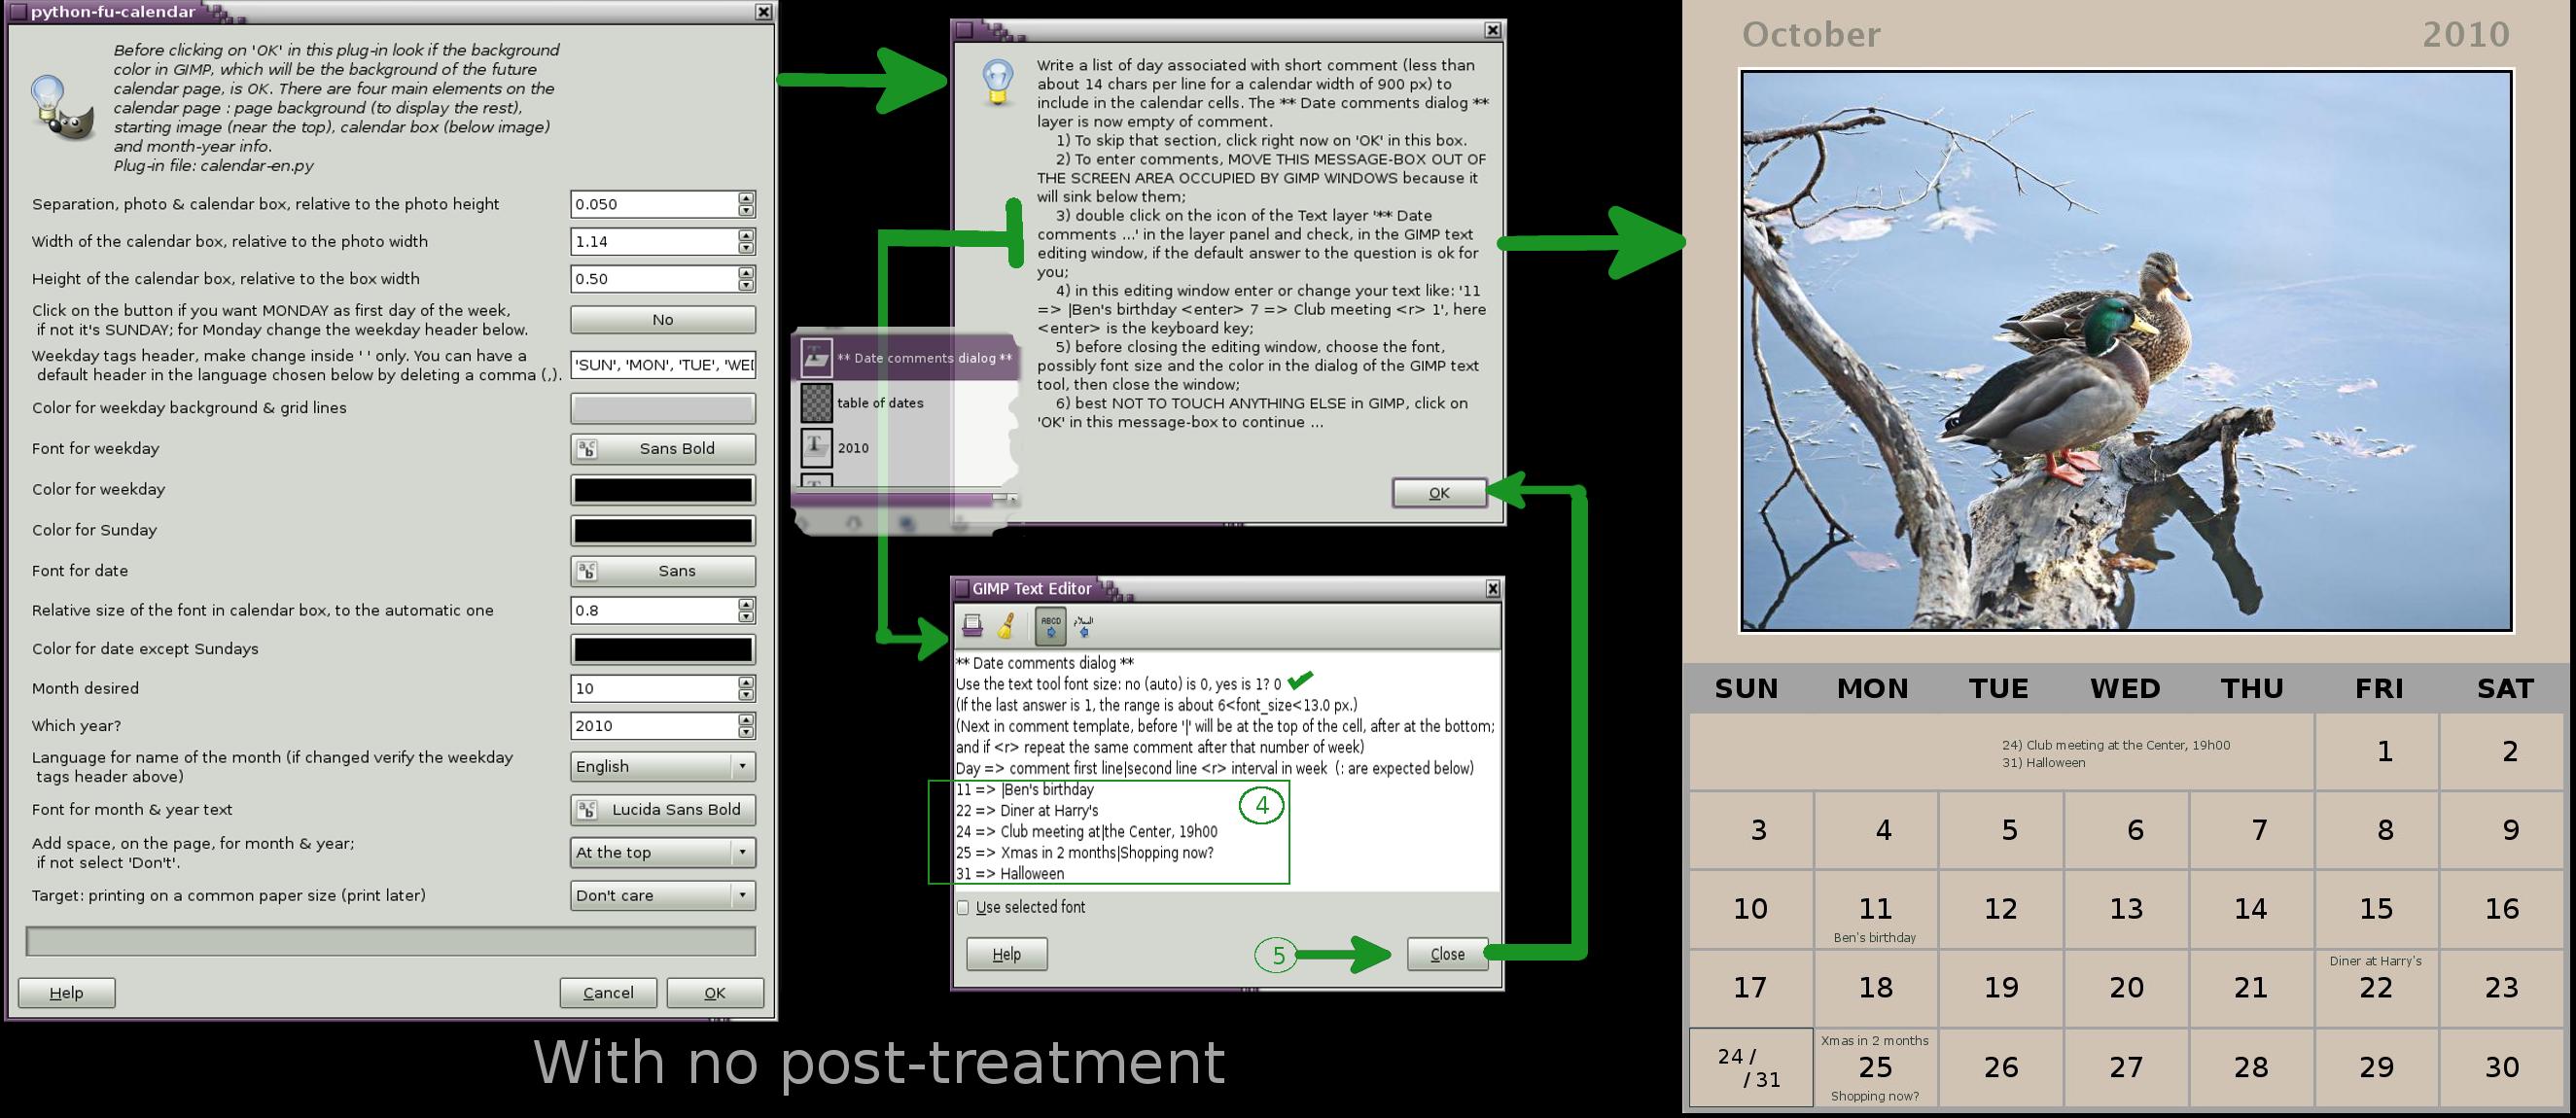 python-fu-calendar
Before clicking on 'OK' in this plug-in look if the background
color in GIMP, which will be the background of the future
calendar page, is OK. There are four main elements on the
calendar page : page background (to display the rest),
starting image (near the top), calendar box (below image)
and month-year info.
Plug-in file: calendar-en.py
Separation, photo & calendar box, relative to the photo height
0.050
Width of the calendar box, relative to the photo width
1.14
Height of the calendar box, relative to the box width
0.50
Click on the button if you want MONDAY as first day of the week,
if not it's SUNDAY; for Monday change the weekday header below.
No
Weekday tags header, make change inside ' ' only. You can have a
default header in the language chosen below by deleting a comma (,).
'SUN', 'MON', 'TUE', 'WE
Color for weekday background & grid lines
Font for weekday
Sans Bold
Color for weekday
Color for Sunday
Font for date
Sans
Relative size of the font in calendar box, to the automatic one
0.8
Color for date except Sundays
Month desired
10
Which year?
2010
Language for name of the month (if changed verify the weekday
tags header above)
English
Font for month & year text
Lucida Sans Bold
Add space, on the page, for month & year;
if not select 'Don't'.
At the top
Target: printing on a common paper size (print later)
Don't care
Help
Cancel
OK
Write a list of day associated with short comment (less than
about 14 chars per line for a calendar width of 900 px) to
include in the calendar cells. The ** Date comments dialog **
layer is now empty of comment.
1) To skip that section, click right now on 'OK' in this box.
2) To enter comments, MOVE THIS MESSAGE-BOX OUT OF
THE SCREEN AREA OCCUPIED BY GIMP WINDOWS because it
will sink below them;
3) double click on the icon of the Text layer '** Date
comments ...' in the layer panel and check, in the GIMP text
editing window, if the default answer to the question is ok for
you;
4) in this editing window enter or change your text like: '11
=> |Ben's birthday <enter> 7 => Club meeting <r> 1', here
<enter> is the keyboard key;
5) before closing the editing window, choose the font,
possibly font size and the color in the dialog of the GIMP text
tool, then close the window;
6) best NOT TO TOUCH ANYTHING ELSE in GIMP, click on
'OK' in this message-box to continue ...
OK
** Date comments dialog **
table of dates
2010
GIMP Text Editor
** Date comments dialog **
Use the text tool font size: no (auto) is 0, yes is 1? 0
(If the last answer is 1, the range is about 6<font_size<13.0 px.)
(Next in comment template, before '|' will be at the top of the cell, after at the bottom;
and if <r> repeat the same comment after that number of week)
Day => comment first line|second line <r> interval in week (: are expected below)
11 => |Ben's birthday
22 => Diner at Harry's
24 => Club meeting at|the Center, 19h00
25 => Xmas in 2 months|Shopping now?
31 => Halloween
4
Use selected font
Help
5
Close
With no post-treatment
October 2010
SUN MON TUE WED THU FRI SAT
24) Club meeting at the Center, 19h00
31) Halloween
1 2
3 4 5 6 7 8 9
10 11 12 13 14 15 16
Ben's birthday
Diner at Harry's
17 18 19 20 21 22 23
Xmas in 2 months
24 / / 31 25 26 27 28 29 30
Shopping now?